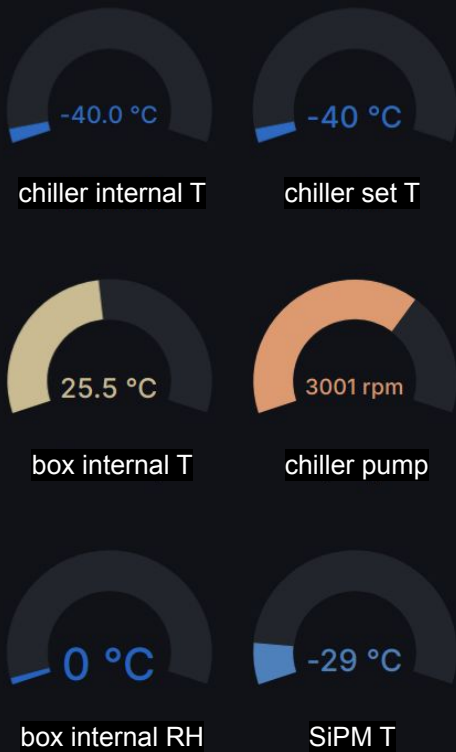 -40.0 °C
-40 °C
chiller internal T
chiller set T
25.5 °C
3001 rpm
box internal T
chiller pump
0 °C
-29 °C
box internal RH
SiPM T